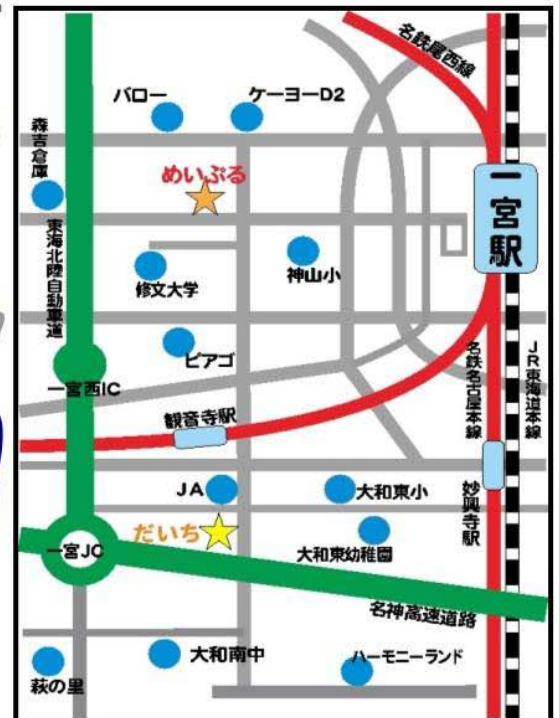 名鉄尾西線
バロー
ケーヨーD2
森吉倉庫
めいぷる
一宮駅
東海北陸自動車道
修文大学
神山小
ピアゴ
一宮西IC
名鉄名古屋本線
JR東海道本線
観音寺駅
JA
大和東小
妙興寺駅
だいち
大和東幼稚園
一宮JC
名神高速道路
大和南中
ハーモニーランド
萩の里